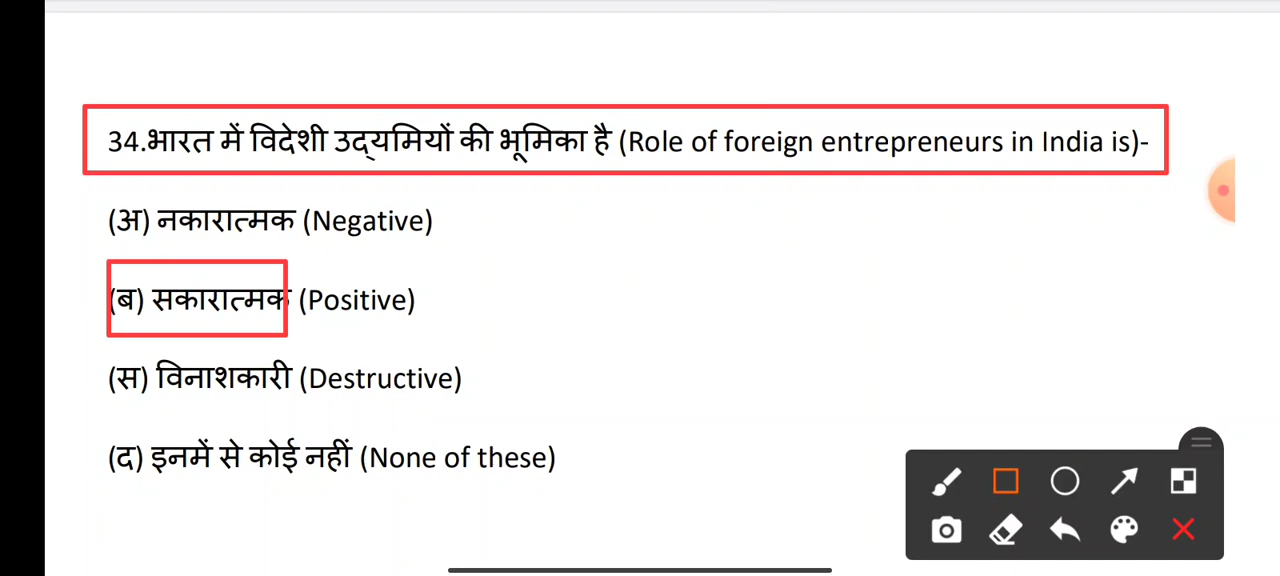 34.भारत में विदेशी उद्यमियों की भूमिका है (Role of foreign entrepreneurs in India is)-
(अ) नकारात्मक (Negative)
(ब) सकारात्मक (Positive)
(स) विनाशकारी (Destructive)
(द) इनमें से कोई नहीं (None of these)